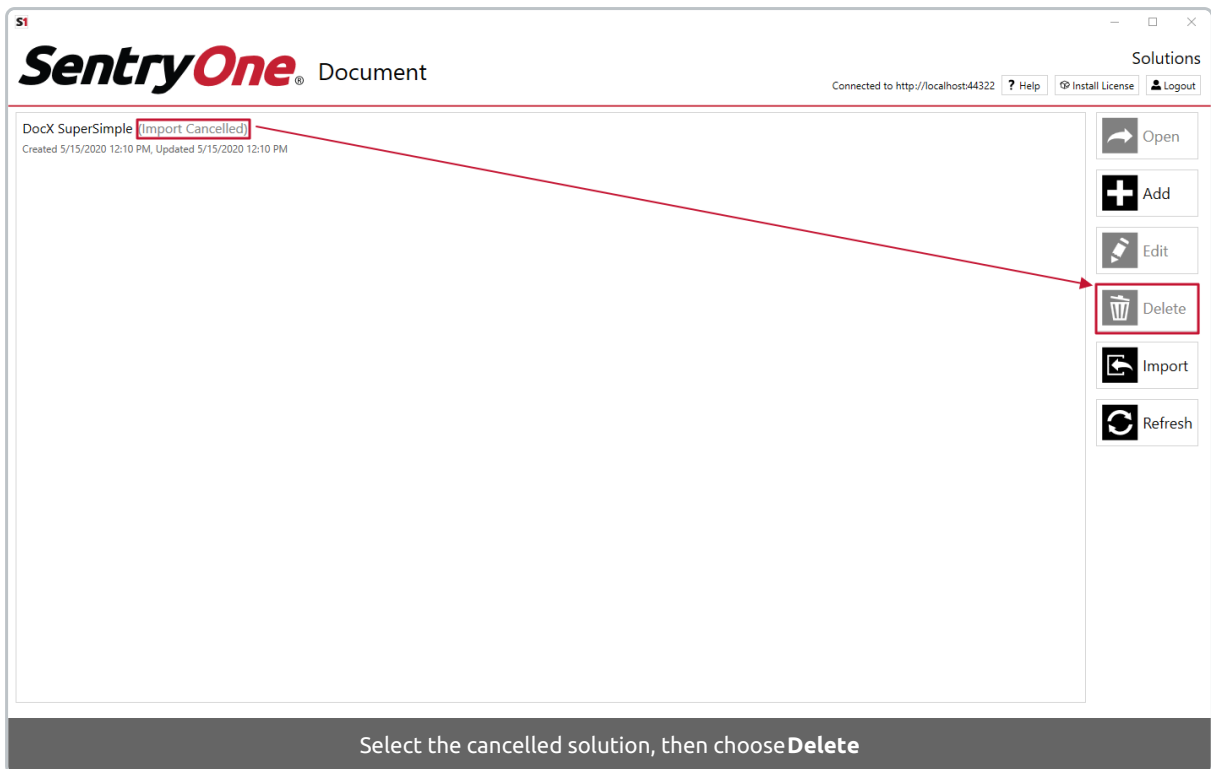 S1
SentryOne® Document
Solutions
Connected to http://localhost:44322 ? Help Install License Logout
DocX SuperSimple (Import Cancelled)
Created 5/15/2020 12:10 PM, Updated 5/15/2020 12:10 PM
Open
Add
Edit
Delete
Import
Refresh
Select the cancelled solution, then choose Delete